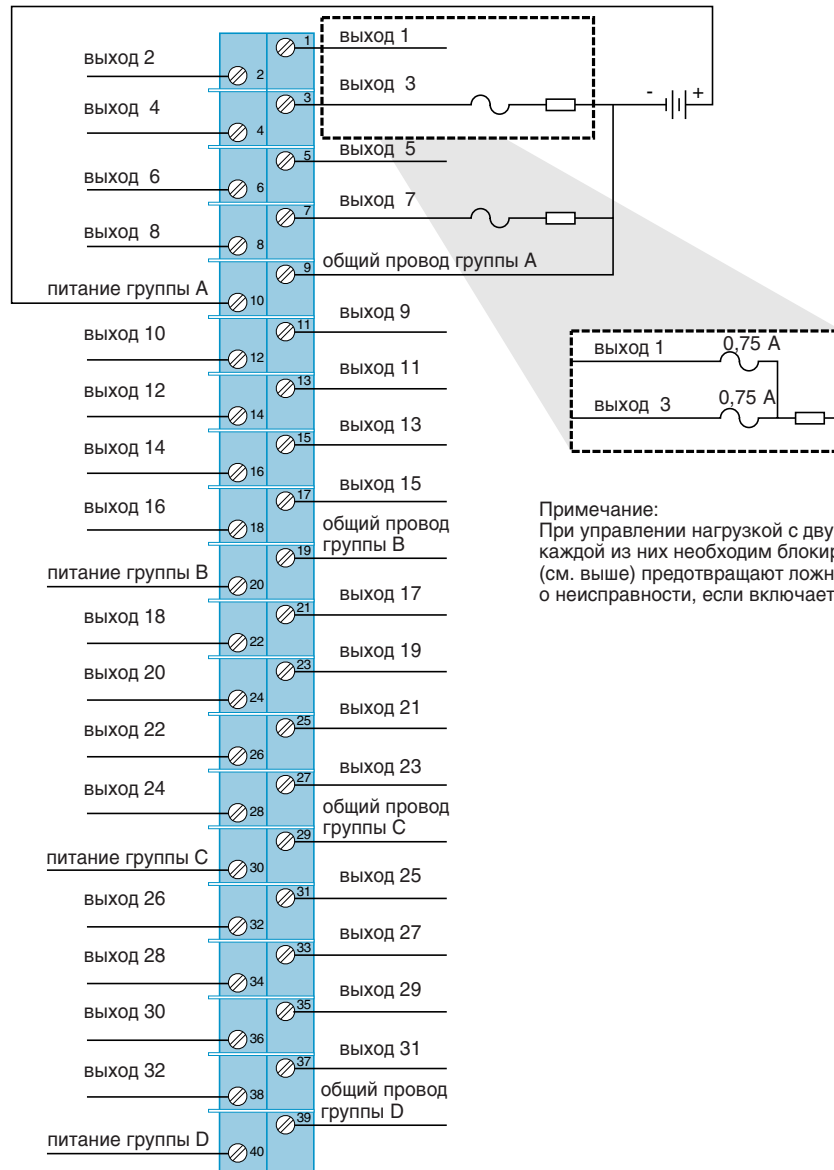 выход 1
1
выход 2
2
- +
выход 3
3
выход 4
4
выход 5
5
выход 6
6
выход 7
7
выход 8
8
общий провод группы A
9
питание группы A
10
выход 9
11
выход 10
12
выход 11
13
выход 12
14
выход 13
15
выход 14
16
выход 15
17
выход 16
18
общий провод
группы B
19
питание группы B
20
выход 17
21
выход 18
22
выход 19
23
выход 20
24
выход 21
25
выход 22
26
выход 23
27
выход 24
28
общий провод
группы C
29
питание группы C
30
выход 25
31
выход 26
32
выход 27
33
выход 28
34
выход 29
35
выход 30
36
выход 31
37
выход 32
38
общий провод
группы D
39
питание группы D
40
выход 1 0,75 A
выход 3 0,75 A
Примечание:
При управлении нагрузкой с дву
каждой из них необходим блокир
(см. выше) предотвращают ложн
о неисправности, если включает